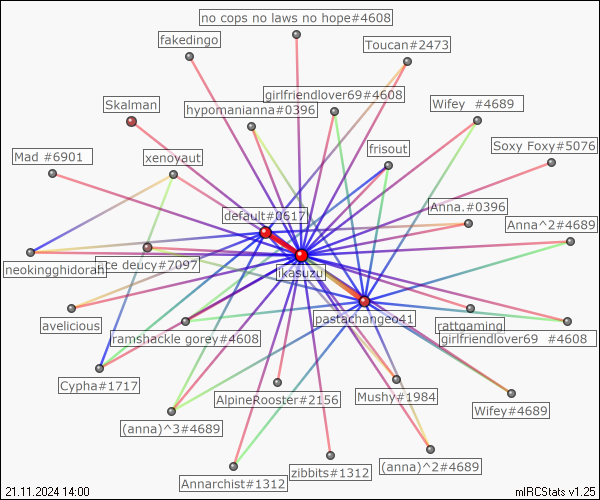 no cops no laws no hope#4608
fakedingo
Toucan#2473
girlfriendlover69#4608
Skalman
hypomanianna#0396
Wifey  #4689
frisout
Soxy Foxy#5076
Mad #6901
xenoyaut
Anna.#0396
default#0617
Anna^2#4689
neokingghidorah
deucy#7097
ikasuzu
avelicious
pastachangeo41
rattgaming
ramshackle gorey#4608
girlfriendlover69  #4608
Cypha#1717
AlpineRooster#2156
Mushy#1984
Wifey#4689
(anna)^3#4689
(anna)^2#4689
zibbits#1312
Annarchist#1312
21.11.2024 14:00
mIRCStats v1.25